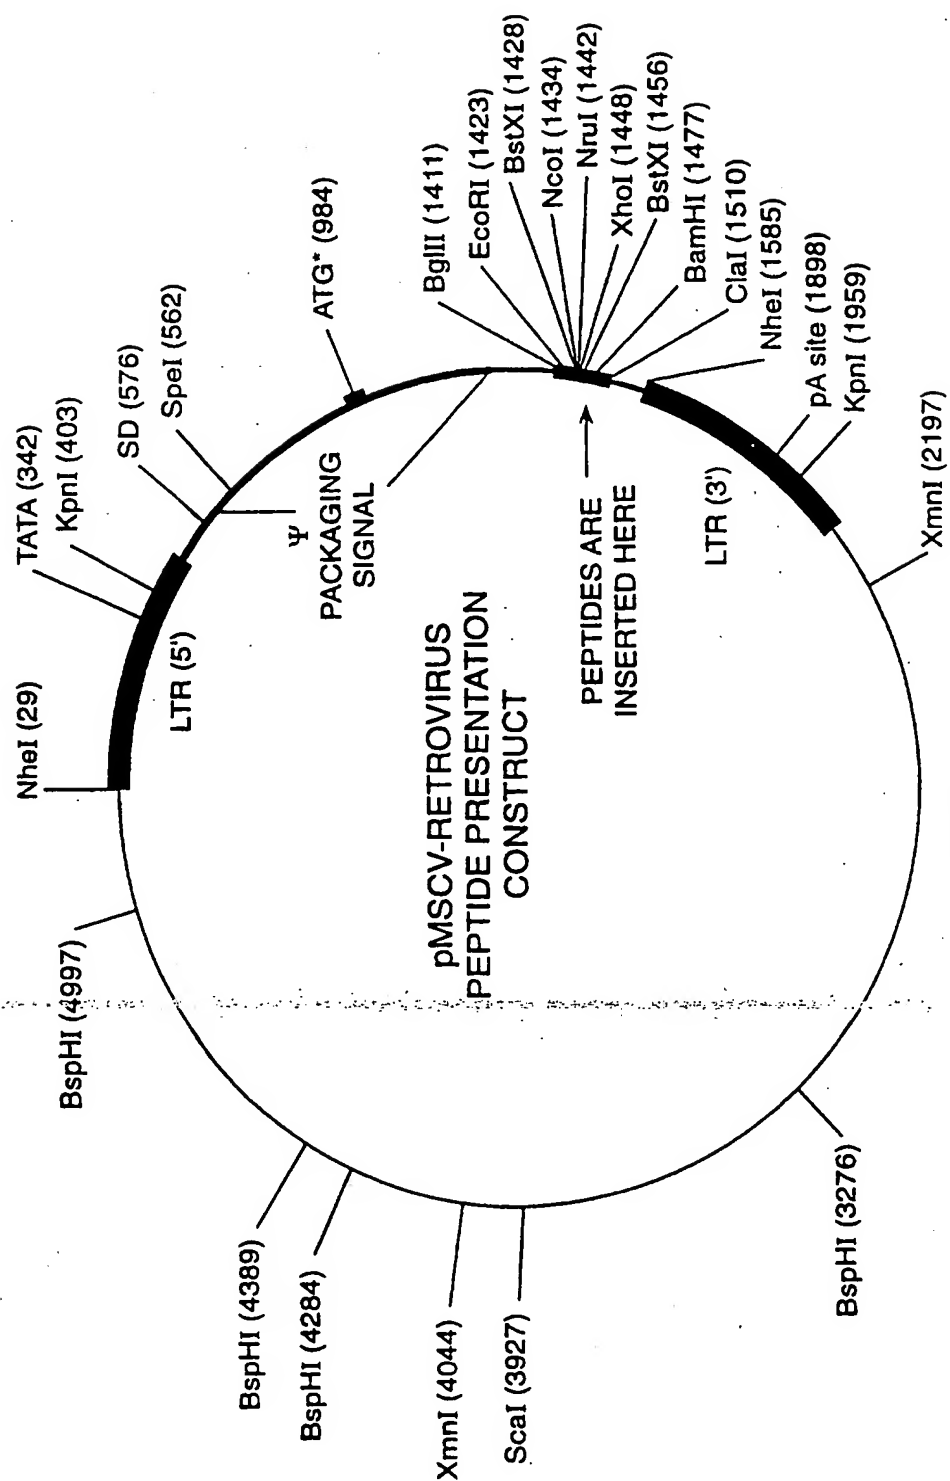 NheI (29)
TATA (342)
KpnI (403)
SD (576)
SpeI (562)
ATG* (984)
BglII (1411)
EcoRI (1423)
BstXI (1428)
NcoI (1434)
NruI (1442)
XhoI (1448)
BstXI (1456)
BamHI (1477)
ClaI (1510)
NheI (1585)
pA site (1898)
KpnI (1959)
XmnI (2197)
BspHI (3276)
ScaI (3927)
XmnI (4044)
BspHI (4284)
BspHI (4389)
BspHI (4997)
LTR (5')
Ψ
PACKAGING
SIGNAL
PEPTIDES ARE
INSERTED HERE
LTR (3')
pMSCV-RETROVIRUS
PEPTIDE PRESENTATION
CONSTRUCT